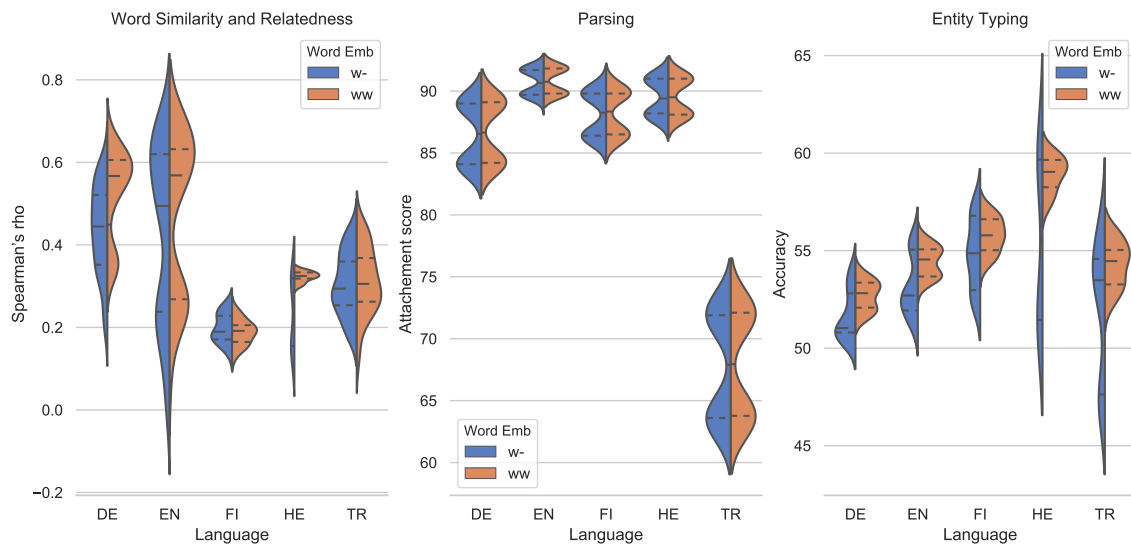 Word Similarity and Relatedness
Spearman's rho
0.8
0.6
0.4
0.2
0.0
−0.2
Word Emb
w-
ww
DE EN FI HE TR
Language
Parsing
Attachement score
90
85
80
75
70
65
60
Word Emb
w-
ww
DE EN FI HE TR
Language
Entity Typing
Accuracy
65
60
55
50
45
Word Emb
w-
ww
DE EN FI HE TR
Language